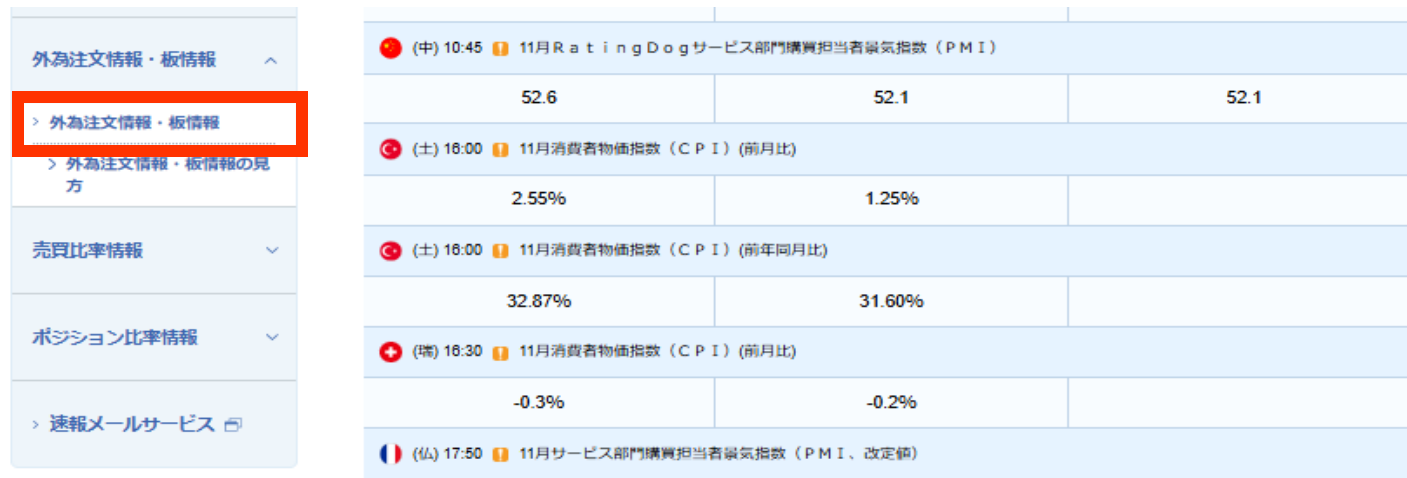 外為注文情報・板情報
外為注文情報・板情報
外為注文情報・板情報の見
方
売買比率情報
ポジション比率情報
速報メールサービス
(中) 10:45 11月ＲａｔｉｎｇＤｏｇサービス部門購買担当者景気指数（ＰＭＩ）
52.6 52.1 52.1
(土) 16:00 11月消費者物価指数（ＣＰＩ）(前月比)
2.55% 1.25%
(土) 16:00 11月消費者物価指数（ＣＰＩ）(前年同月比)
32.87% 31.60%
(瑞) 16:30 11月消費者物価指数（ＣＰＩ）(前月比)
-0.3% -0.2%
(仏) 17:50 11月サービス部門購買担当者景気指数（ＰＭＩ、改定値）